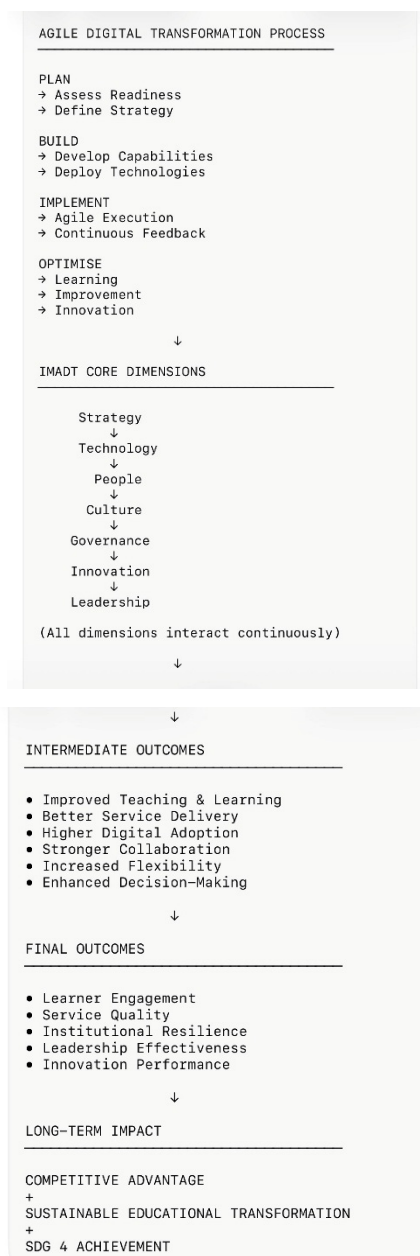 AGILE DIGITAL TRANSFORMATION PROCESS
PLAN
→ Assess Readiness
→ Define Strategy
BUILD
→ Develop Capabilities
→ Deploy Technologies
IMPLEMENT
→ Agile Execution
→ Continuous Feedback
OPTIMISE
→ Learning
→ Improvement
→ Innovation
↓
IMADT CORE DIMENSIONS
Strategy
↓
Technology
↓
People
↓
Culture
↓
Governance
↓
Innovation
↓
Leadership
(All dimensions interact continuously)
↓
↓
INTERMEDIATE OUTCOMES
• Improved Teaching & Learning
• Better Service Delivery
• Higher Digital Adoption
• Stronger Collaboration
• Increased Flexibility
• Enhanced Decision-Making
↓
FINAL OUTCOMES
• Learner Engagement
• Service Quality
• Institutional Resilience
• Leadership Effectiveness
• Innovation Performance
↓
LONG-TERM IMPACT
COMPETITIVE ADVANTAGE
+
SUSTAINABLE EDUCATIONAL TRANSFORMATION
+
SDG 4 ACHIEVEMENT